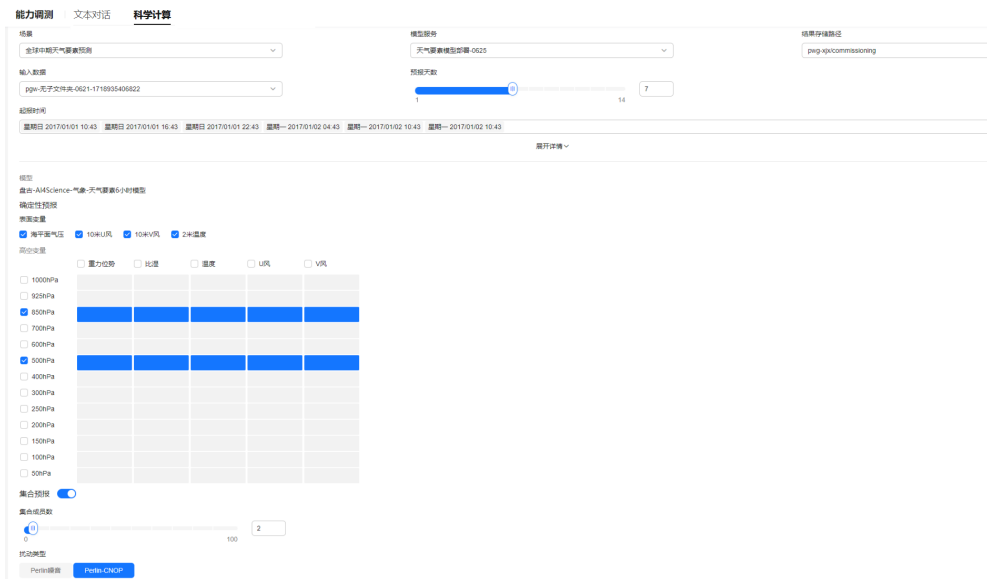 能力调测 文本对话 科学计算
场景 模型服务 结果存储路径
全球中期天气要素预测 天气要素模型部署-0625 pwg-xjx/commissioning
输入数据 预报天数
pgw-无子文件夹-0621-1718935406822 7
1 14
起报时间
星期日 2017/01/01 10:43 星期日 2017/01/01 16:43 星期日 2017/01/01 22:43 星期一 2017/01/02 04:43 星期一 2017/01/02 10:43 星期一 2017/01/02 10:43
展开详情
模型
盘古-AI4Science-气象-天气要素6小时模型
确定性预报
表面变量
海平面气压 10米U风 10米V风 2米温度
高空变量
重力位势 比湿 温度 U风 V风
1000hPa
925hPa
850hPa
700hPa
600hPa
500hPa
400hPa
300hPa
250hPa
200hPa
150hPa
100hPa
50hPa
集合预报
集合成员数
2
0 100
扰动类型
Perlin噪音 Perlin-CNOP